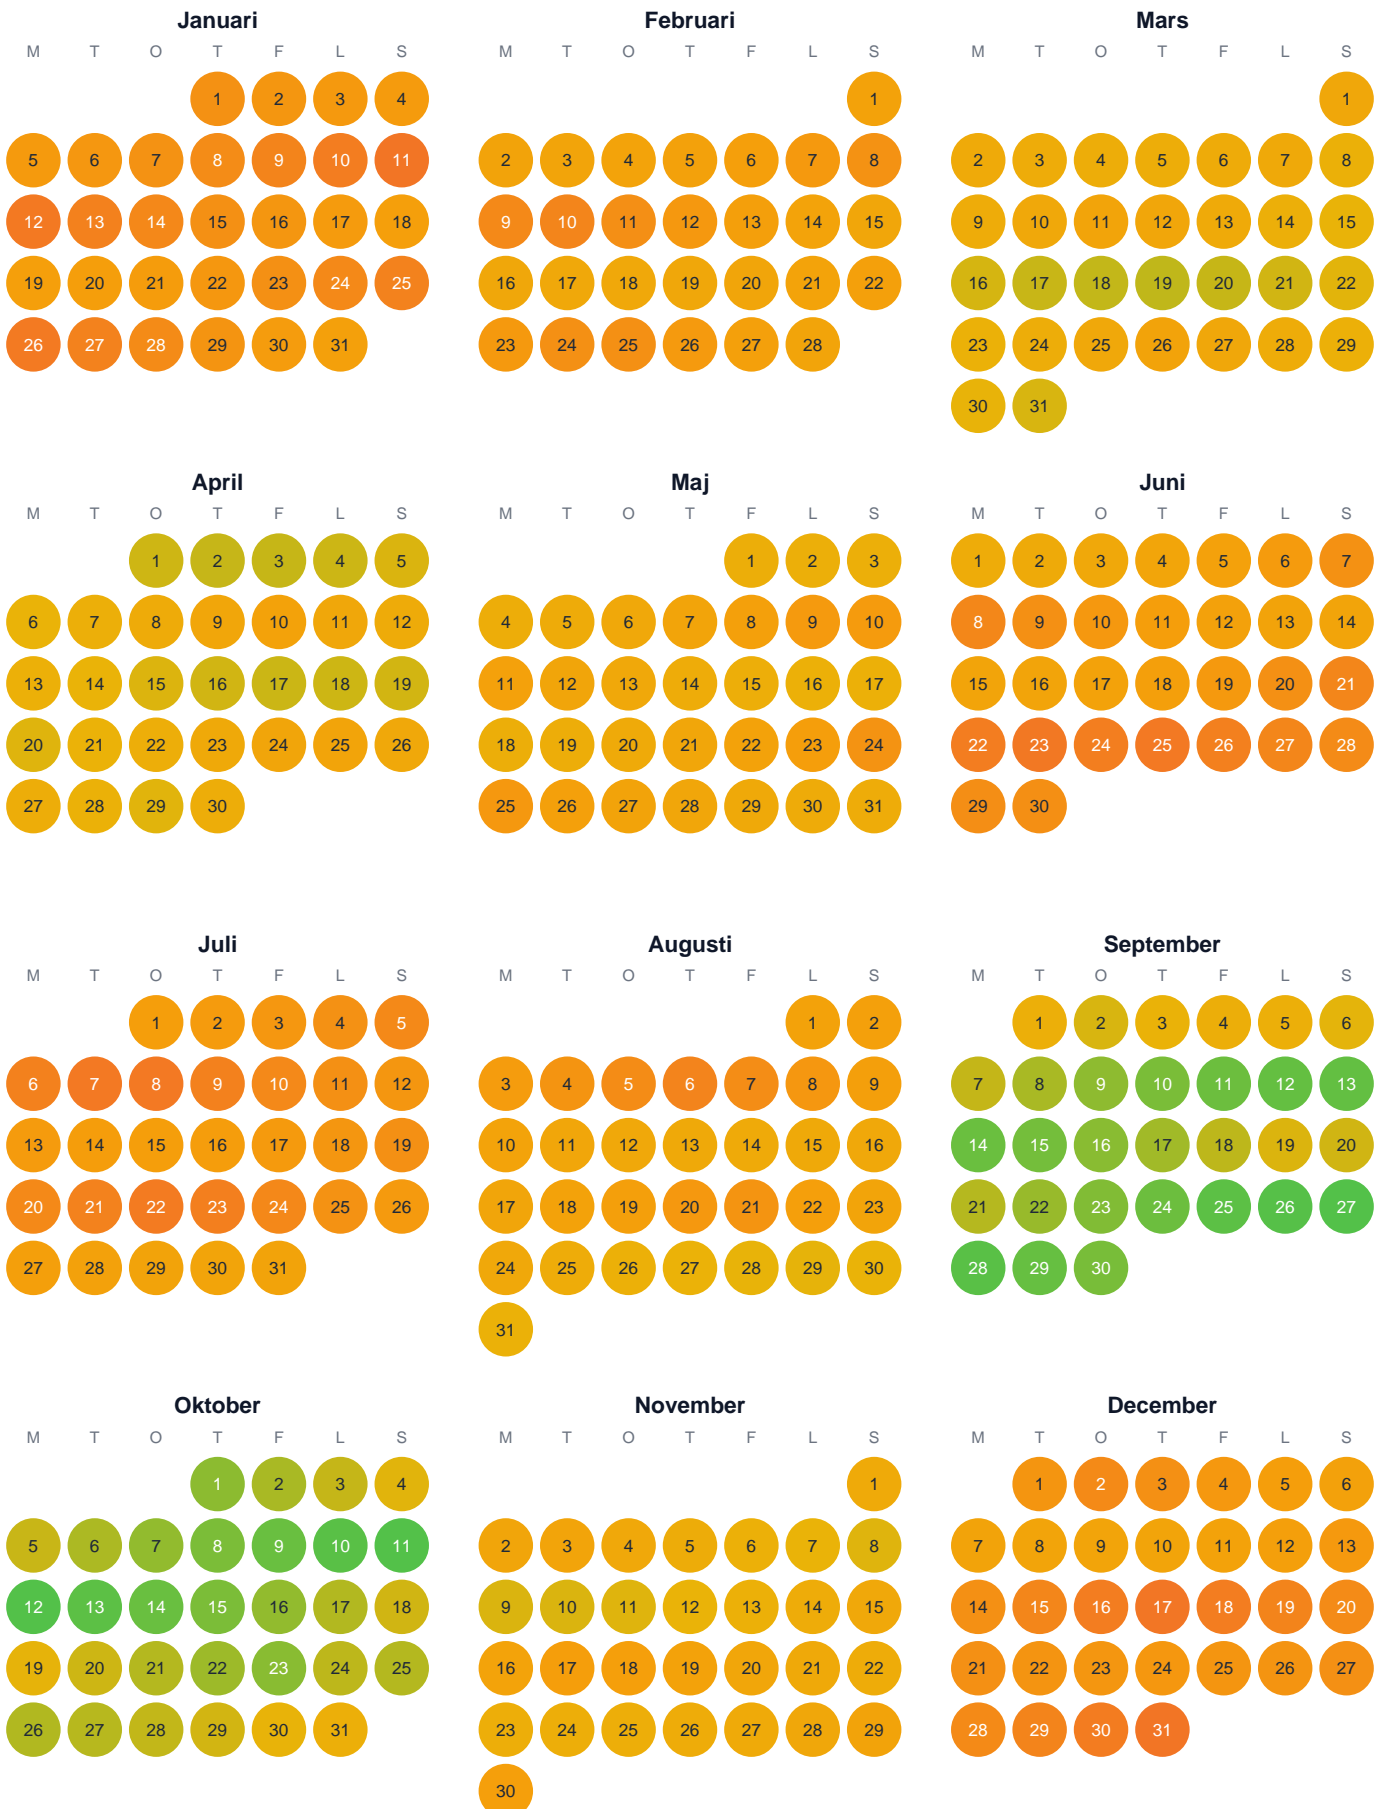 Januari Februari Mars
M T O T F L S M T O T F L S M T O T F L S
1 2 3 4 1 1
5 6 7 8 9 10 11 2 3 4 5 6 7 8 2 3 4 5 6 7 8
12 13 14 15 16 17 18 9 10 11 12 13 14 15 9 10 11 12 13 14 15
19 20 21 22 23 24 25 16 17 18 19 20 21 22 16 17 18 19 20 21 22
26 27 28 29 30 31 23 24 25 26 27 28 23 24 25 26 27 28 29
30 31
April Maj Juni
M T O T F L S M T O T F L S M T O T F L S
1 2 3 4 5 1 2 3 1 2 3 4 5 6 7
6 7 8 9 10 11 12 4 5 6 7 8 9 10 8 9 10 11 12 13 14
13 14 15 16 17 18 19 11 12 13 14 15 16 17 15 16 17 18 19 20 21
20 21 22 23 24 25 26 18 19 20 21 22 23 24 22 23 24 25 26 27 28
27 28 29 30 25 26 27 28 29 30 31 29 30
Juli Augusti September
M T O T F L S M T O T F L S M T O T F L S
1 2 3 4 5 1 2 1 2 3 4 5 6
6 7 8 9 10 11 12 3 4 5 6 7 8 9 7 8 9 10 11 12 13
13 14 15 16 17 18 19 10 11 12 13 14 15 16 14 15 16 17 18 19 20
20 21 22 23 24 25 26 17 18 19 20 21 22 23 21 22 23 24 25 26 27
27 28 29 30 31 24 25 26 27 28 29 30 28 29 30
31
Oktober November December
M T O T F L S M T O T F L S M T O T F L S
1 2 3 4 1 1 2 3 4 5 6
5 6 7 8 9 10 11 2 3 4 5 6 7 8 7 8 9 10 11 12 13
12 13 14 15 16 17 18 9 10 11 12 13 14 15 14 15 16 17 18 19 20
19 20 21 22 23 24 25 16 17 18 19 20 21 22 21 22 23 24 25 26 27
26 27 28 29 30 31 23 24 25 26 27 28 29 28 29 30 31
30